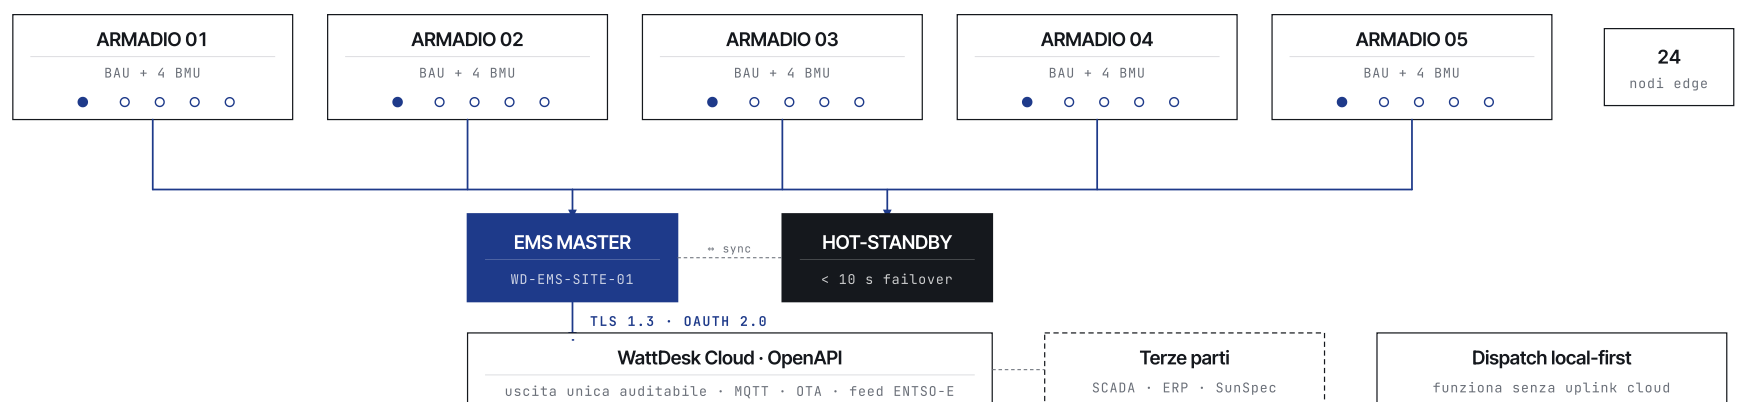 ARMADIO 01
BAU + 4 BMU
ARMADIO 02
BAU + 4 BMU
ARMADIO 03
BAU + 4 BMU
ARMADIO 04
BAU + 4 BMU
ARMADIO 05
BAU + 4 BMU
24
nodi edge
EMS MASTER
WD-EMS-SITE-01
↔ sync
HOT-STANDBY
< 10 s failover
TLS 1.3 · OAUTH 2.0
WattDesk Cloud · OpenAPI
uscita unica auditabile · MQTT · OTA · feed ENTSO-E
Terze parti
SCADA · ERP · SunSpec
Dispatch local-first
funziona senza uplink cloud